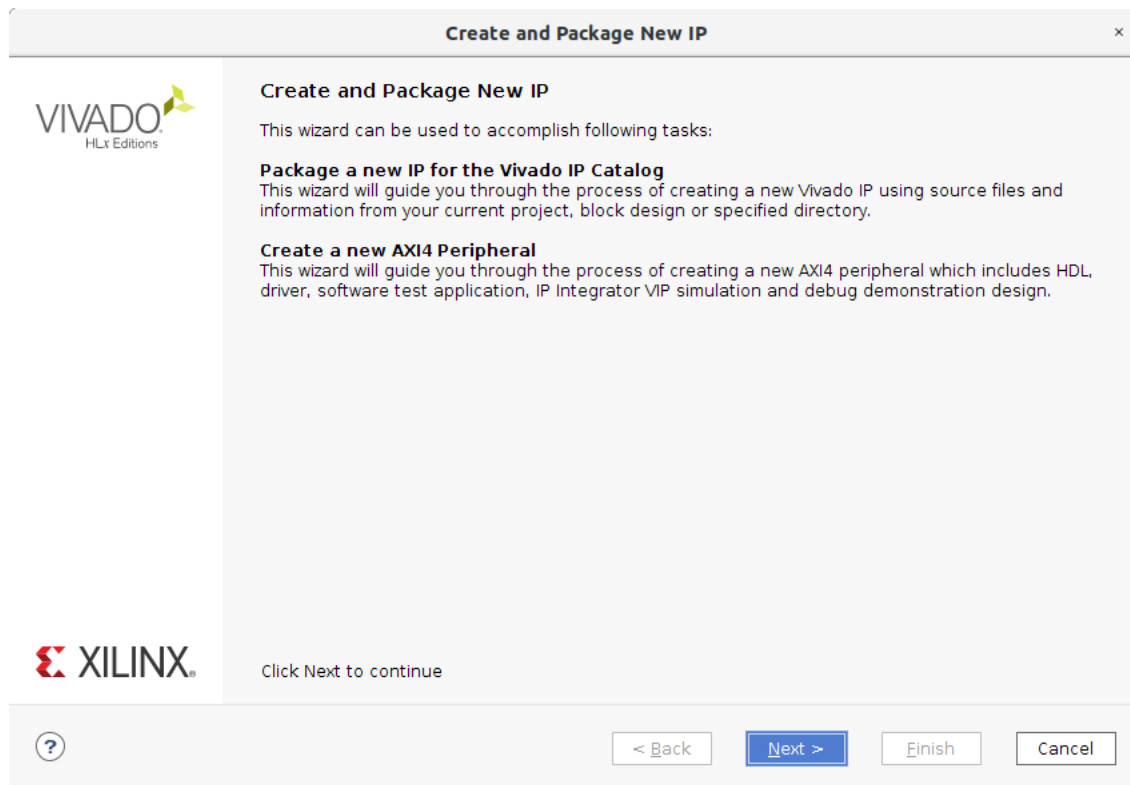 Create and Package New IP
×
VIVADO.
HLx Editions
Create and Package New IP
This wizard can be used to accomplish following tasks:
Package a new IP for the Vivado IP Catalog
This wizard will guide you through the process of creating a new Vivado IP using source files and
information from your current project, block design or specified directory.
Create a new AXI4 Peripheral
This wizard will guide you through the process of creating a new AXI4 peripheral which includes HDL,
driver, software test application, IP Integrator VIP simulation and debug demonstration design.
XILINX®
Click Next to continue
?
< Back
Next >
Finish
Cancel